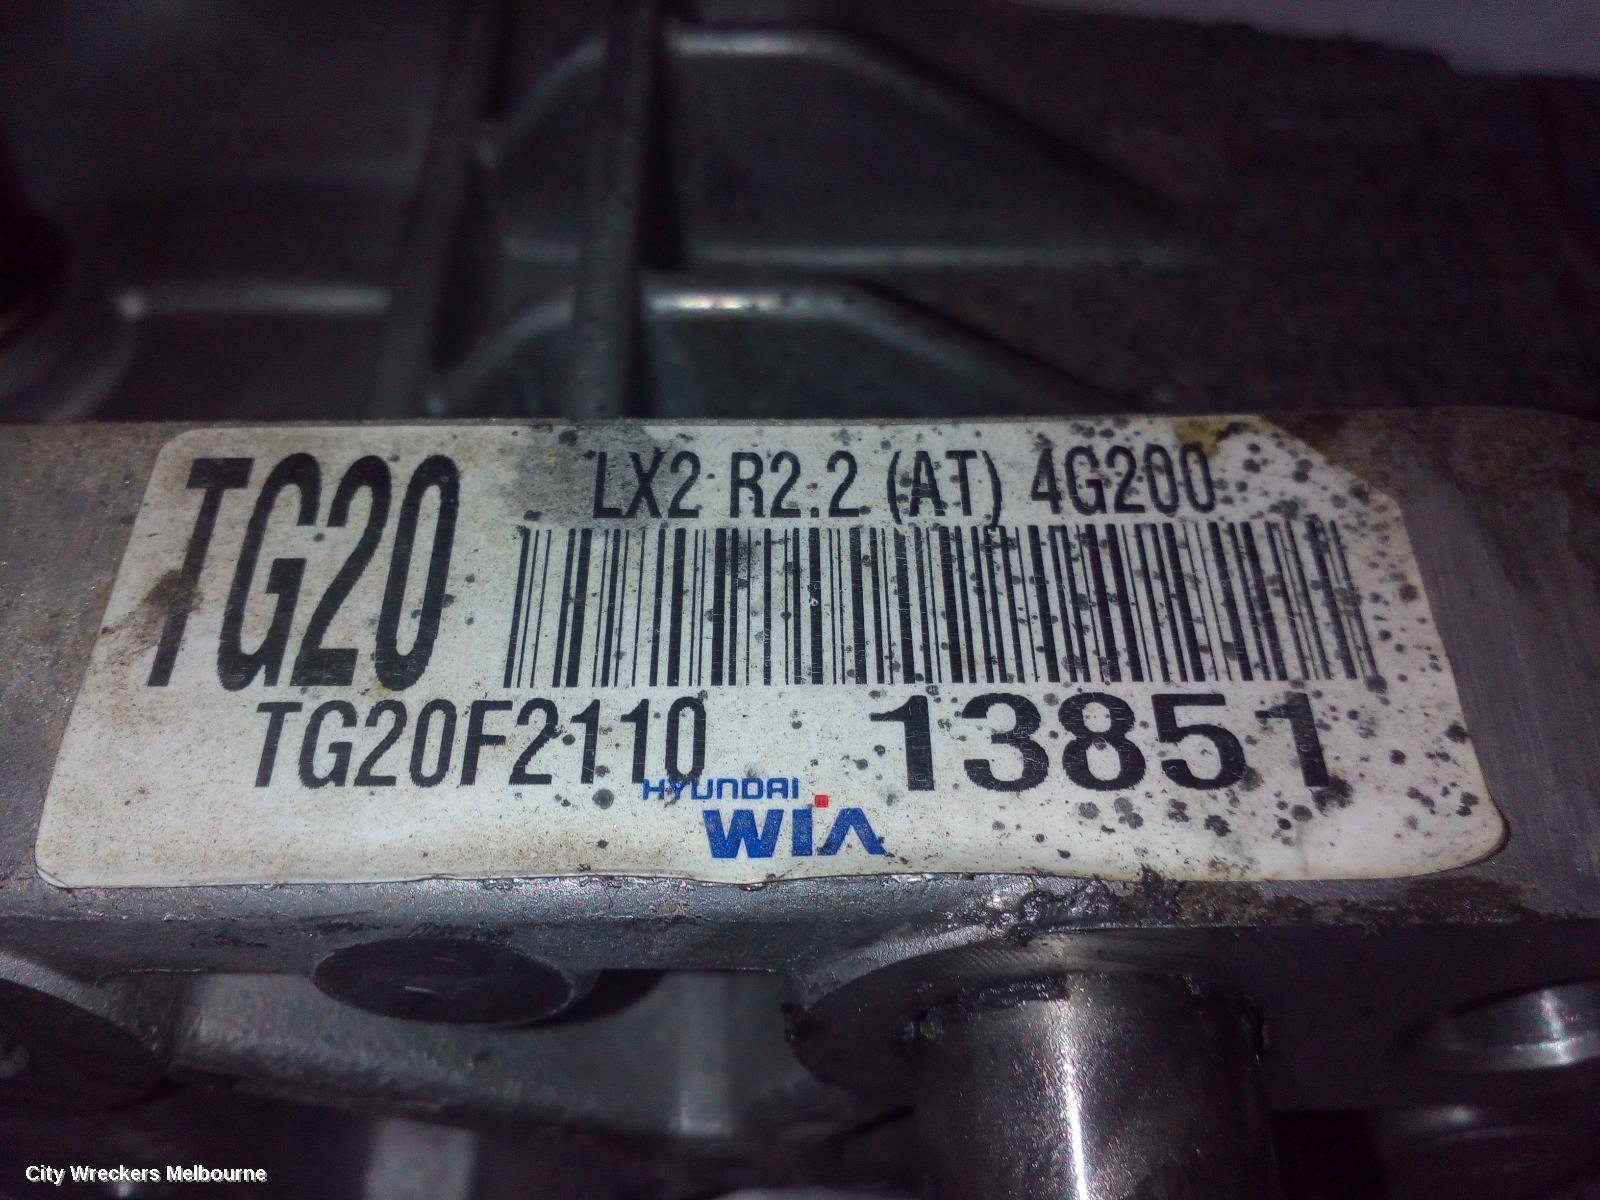 TG20
LX2 R2.2 (AT) 4G200
TG20F2110
13851
HYUNDAI
WIA
City Wreckers Melbourne